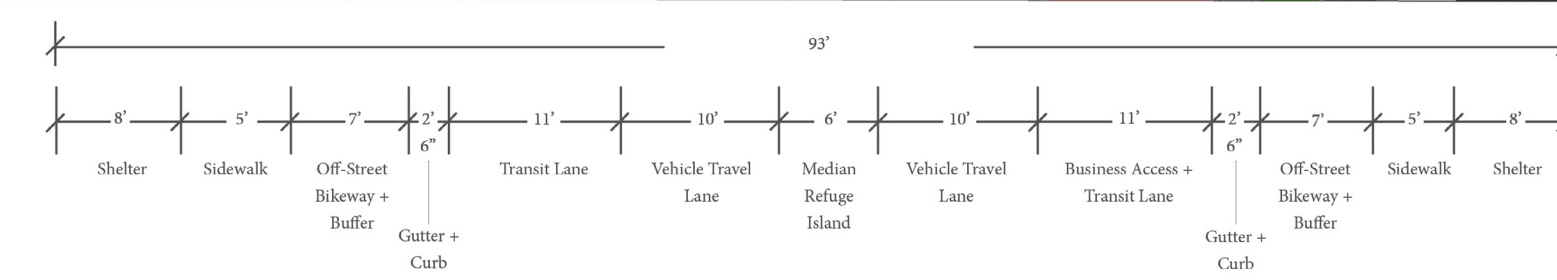 93’
8’ 5’ 7’ 2’ 11’ 10’ 6’ 10’ 11’ 2’ 7’ 5’ 8’
6” 6”
Shelter Sidewalk Off-Street Transit Lane Vehicle Travel Median Vehicle Travel Business Access + Off-Street Sidewalk Shelter
Bikeway + Lane Refuge Lane Transit Lane Bikeway +
Buffer Island Buffer
Gutter + Gutter +
Curb Curb